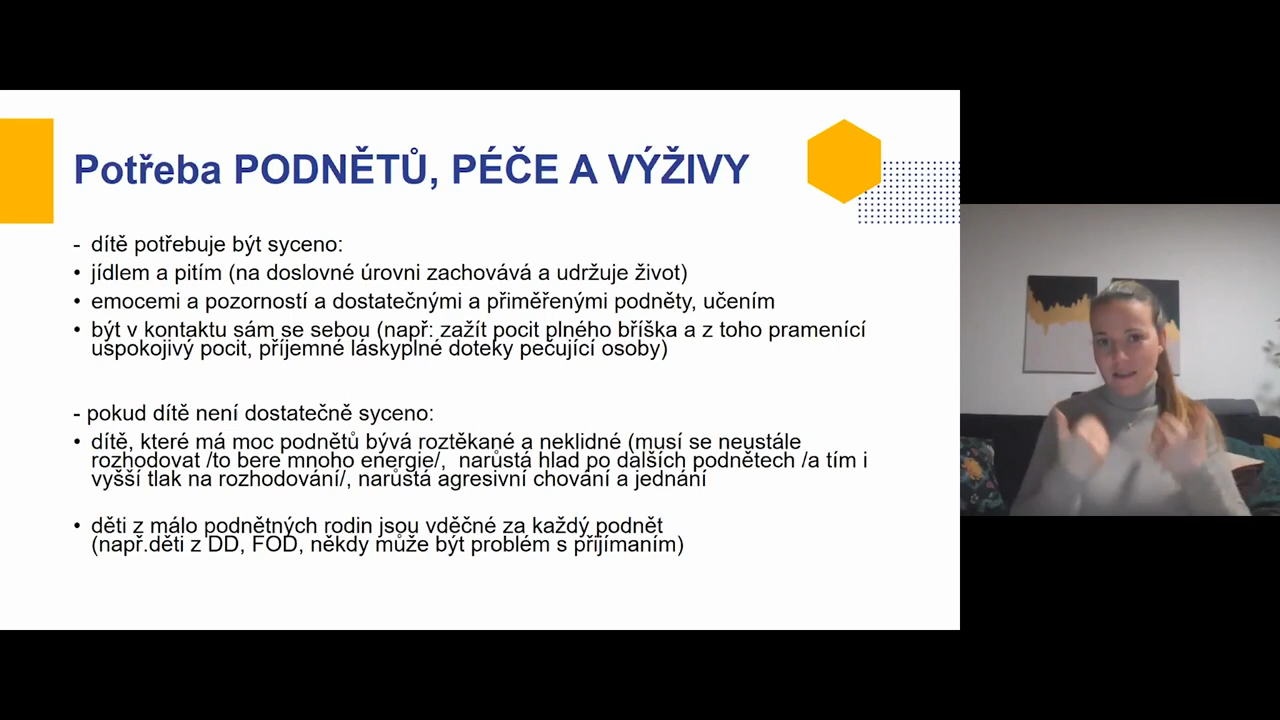 Potřeba PODNĚTŮ, PÉČE A VÝŽIVY
- dítě potřebuje být syceno:
• jídlem a pitím (na doslovné úrovni zachovává a udržuje život)
• emocemi a pozorností a dostatečnými a přiměřenými podněty, učením
• být v kontaktu sám se sebou (např: zažít pocit plného bříška a z toho pramenící
uspokojivý pocit, příjemné láskyplné doteky pečující osoby)
- pokud dítě není dostatečně syceno:
• dítě, které má moc podnětů bývá roztěkané a neklidné (musí se neustále
rozhodovat /to bere mnoho energie/, narůstá hlad po dalších podnětech /a tím i
vyšší tlak na rozhodování/, narůstá agresivní chování a jednání
• děti z málo podnětných rodin jsou vděčné za každý podnět
(např.děti z DD, FOD, někdy může být problém s přijímaním)